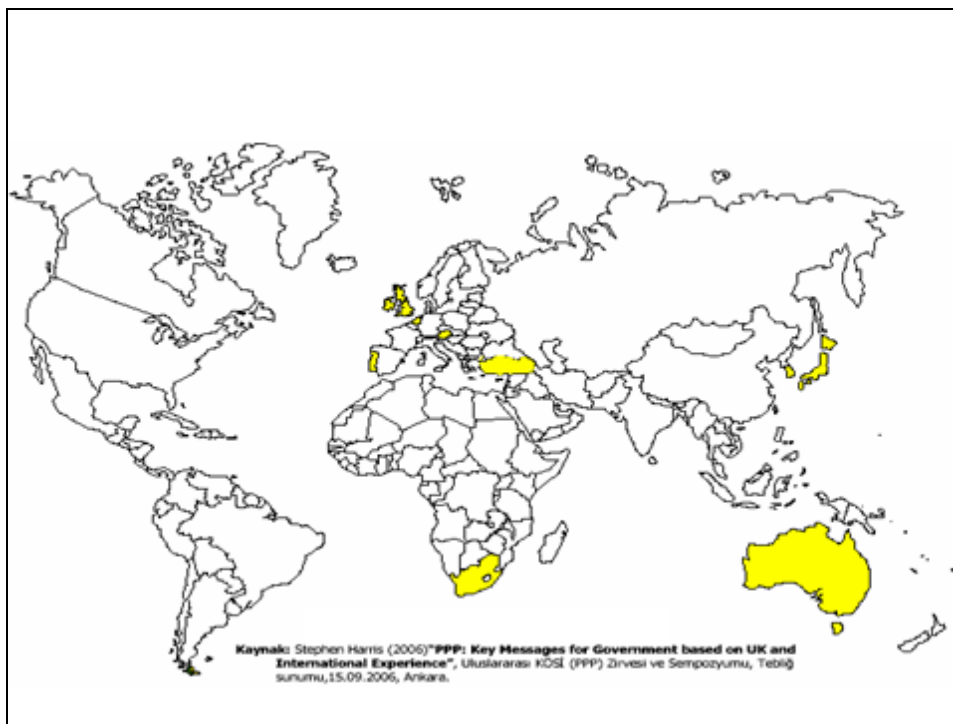 Kaynak: Stephen Harris (2006)"PPP: Key Messages for Government based on UK and
International Experience", Uluslararası KÖSİ (PPP) Zirvesi ve Sempozyumu, Tebliğ
sunumu,15.09.2006, Ankara.